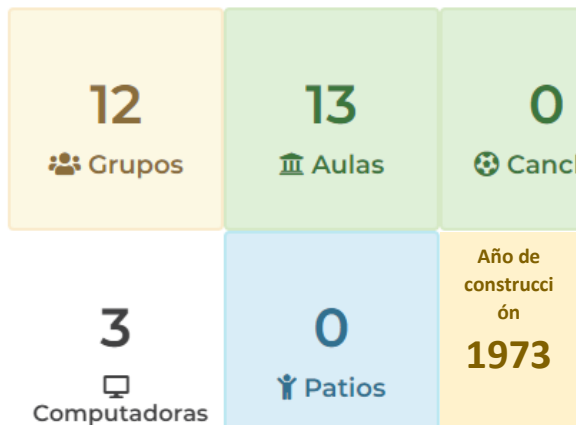 12
Grupos
13
Aulas
0
Canc
3
Computadoras
0
Patios
Año de
construcci
ón
1973